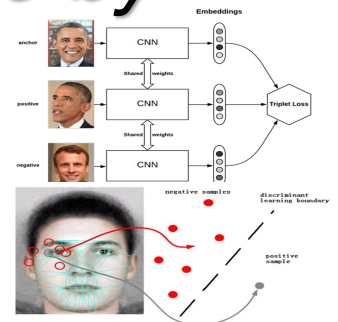 Embeddings
anchor
CNN
Shared weights
positive
CNN
Triplet Loss
Shared weights
negative
CNN
negative samples
discriminant
learning boundary
positive
sample